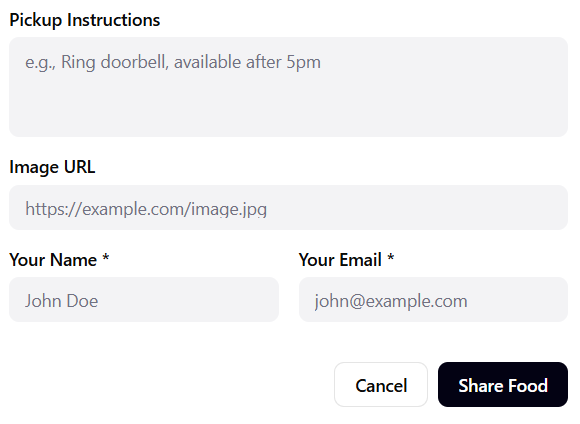 Pickup Instructions
e.g., Ring doorbell, available after 5pm
Image URL
https://example.com/image.jpg
Your Name *
Your Email *
John Doe
john@example.com
Cancel
Share Food